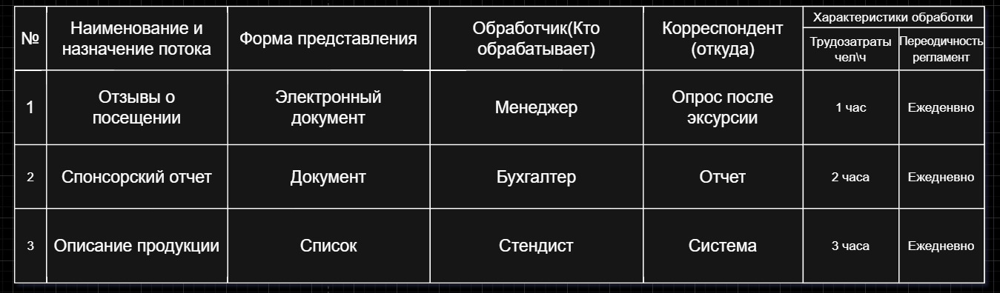 №
Наименование и
назначение потока
Форма представления
Обработчик(Кто
обрабатывает)
Корреспондент
(откуда)
Характеристики обработки
Трудозатраты
чел\ч
Переодичность
регламент
1
Отзывы о
посещении
Электронный
документ
Менеджер
Опрос после
эксурсии
1 час
Ежеденвно
2
Спонсорский отчет
Документ
Бухгалтер
Отчет
2 часа
Ежедневно
3
Описание продукции
Список
Стендист
Система
3 часа
Ежедневно